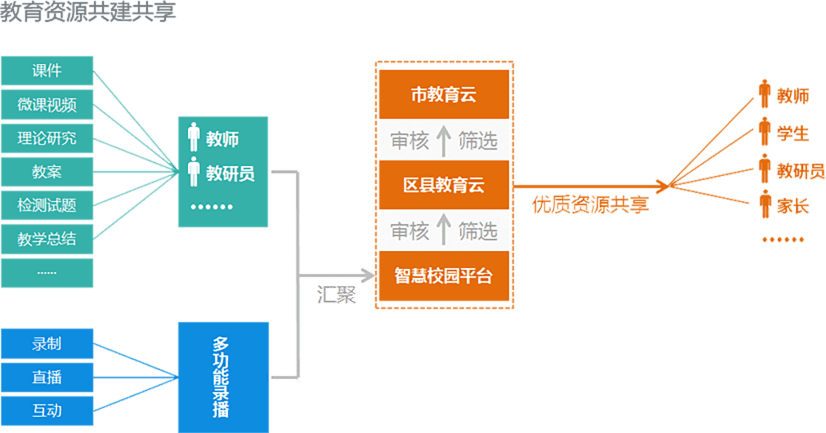 教育资源共建共享
课件
微课视频
理论研究
教案
检测试题
教学总结
······
教师
教研员
······
录制
直播
互动
多功能录播
汇聚
市教育云
审核
筛选
区县教育云
审核
筛选
智慧校园平台
优质资源共享
教师
学生
教研员
家长
······